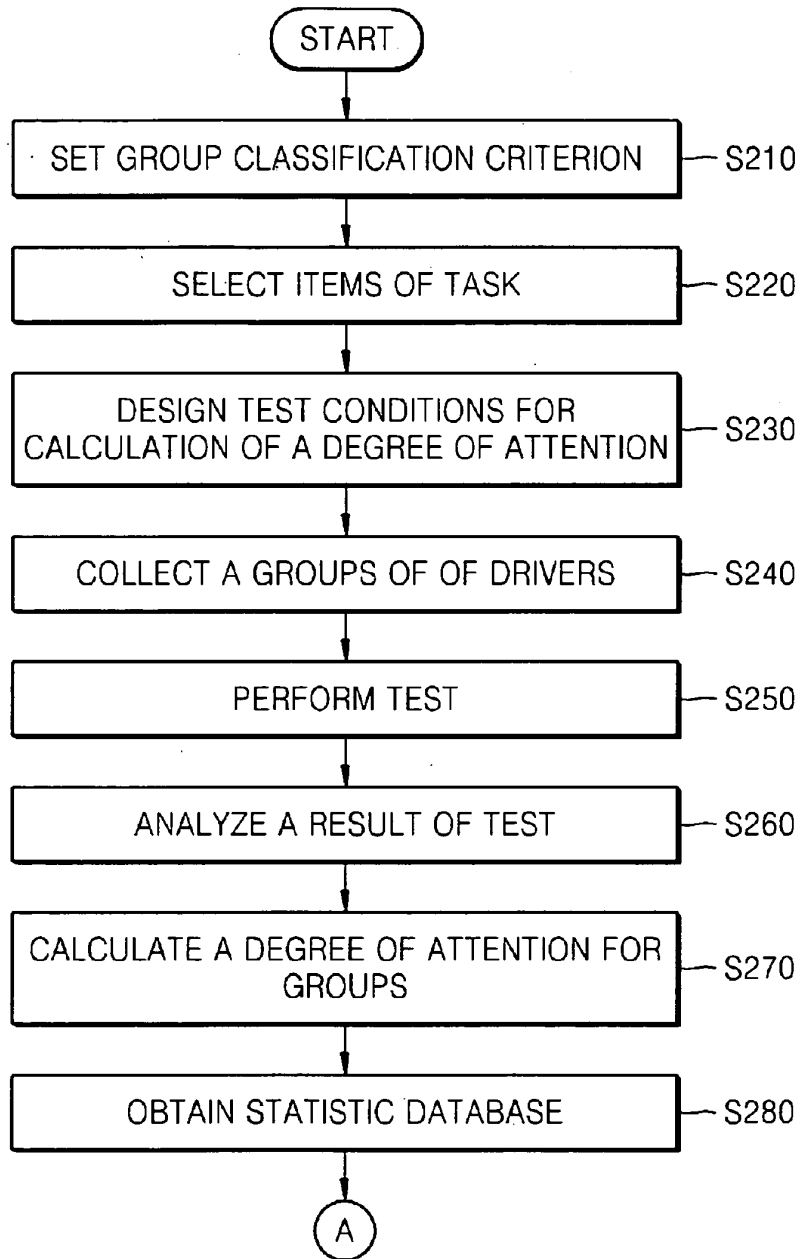 START
SET GROUP CLASSIFICATION CRITERION
S210
SELECT ITEMS OF TASK
S220
DESIGN TEST CONDITIONS FOR
CALCULATION OF A DEGREE OF ATTENTION
S230
COLLECT A GROUPS OF OF DRIVERS
S240
PERFORM TEST
S250
ANALYZE A RESULT OF TEST
S260
CALCULATE A DEGREE OF ATTENTION FOR
GROUPS
S270
OBTAIN STATISTIC DATABASE
S280
A